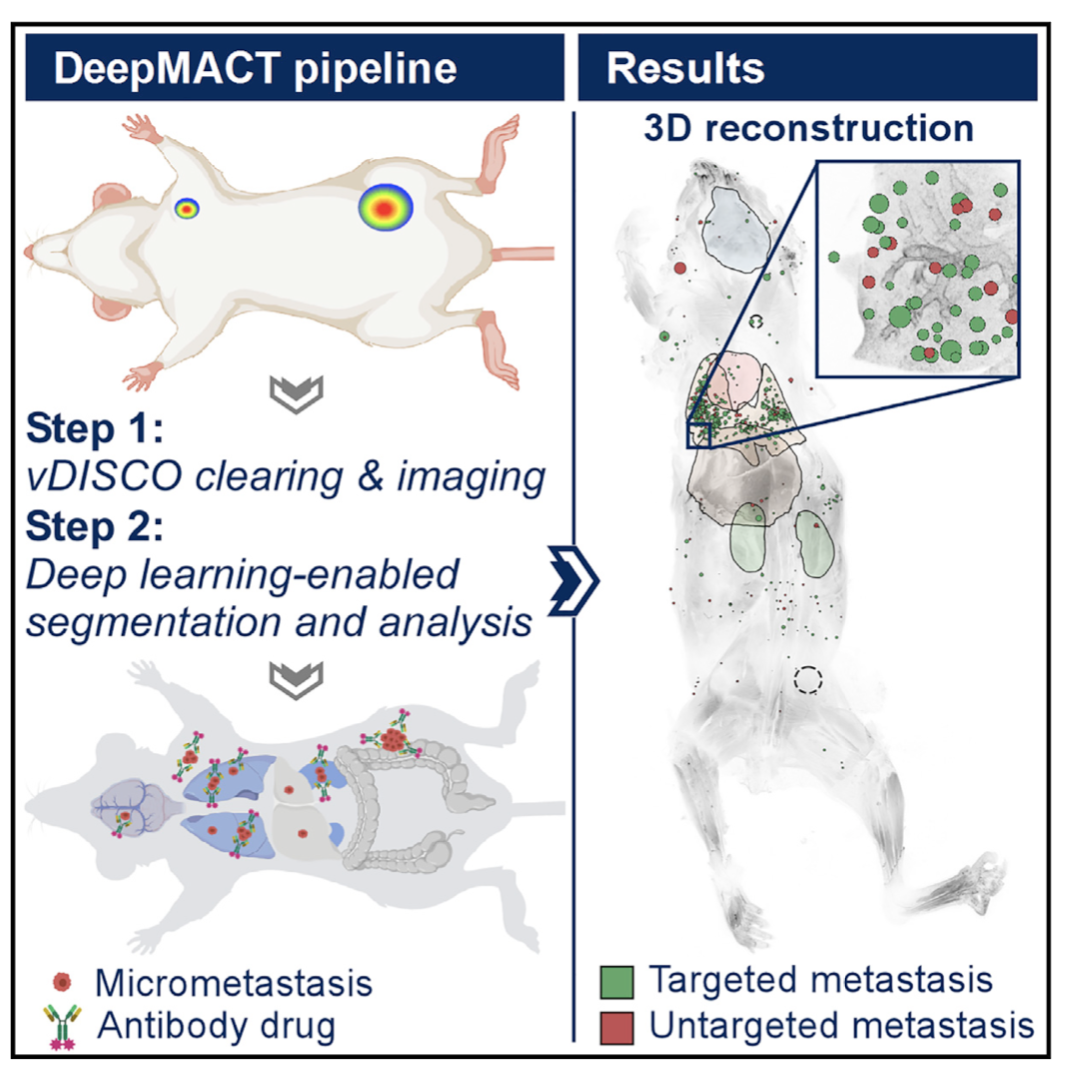 DeepMACT pipeline
Step 1:
vDISCO clearing & imaging
Step 2:
Deep learning-enabled
segmentation and analysis
Micrometastasis
Antibody drug
Results
3D reconstruction
Targeted metastasis
Untargeted metastasis